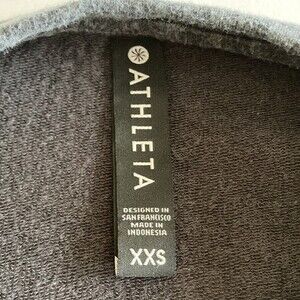 ATHLETA
DESIGNED IN
SAN FRANCISCO
MADE IN
INDONESIA
XXS